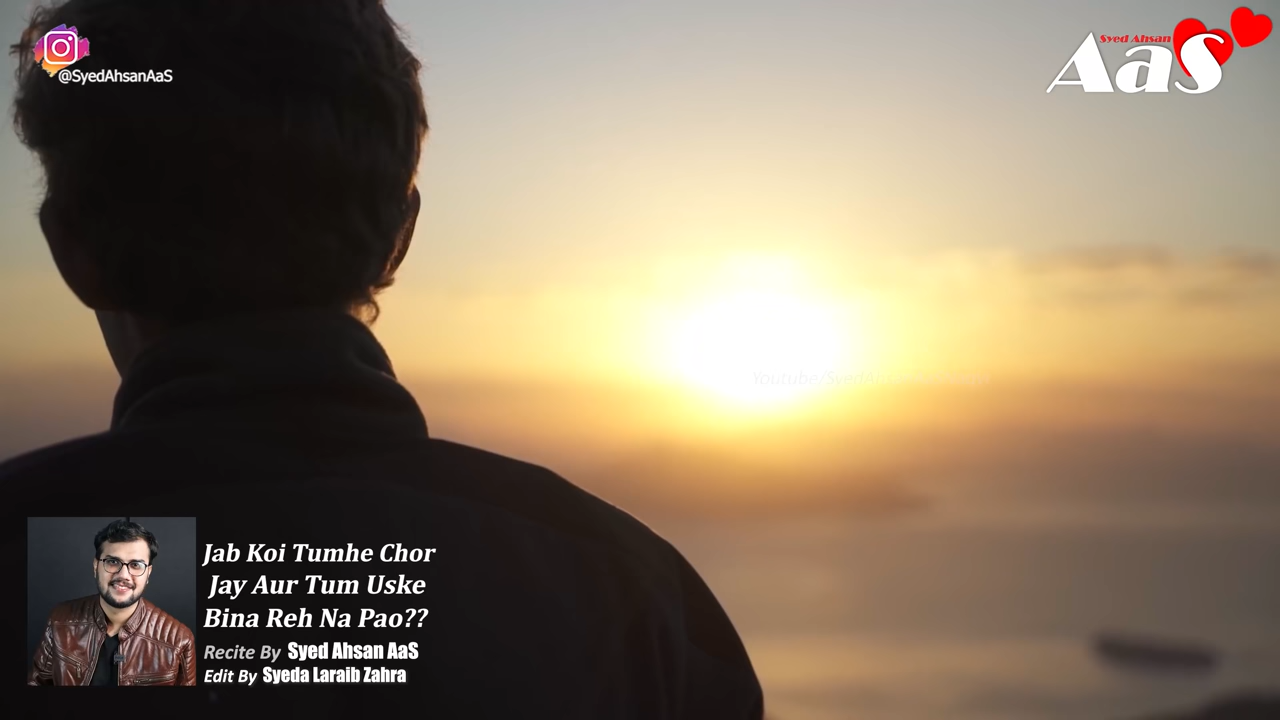 @SyedAhsanAaS
Syed Ahsan
AaS
Jab Koi Tumhe Chor
Jay Aur Tum Uske
Bina Reh Na Pao??
Recite By Syed Ahsan AaS
Edit By Syeda Laraib Zahra